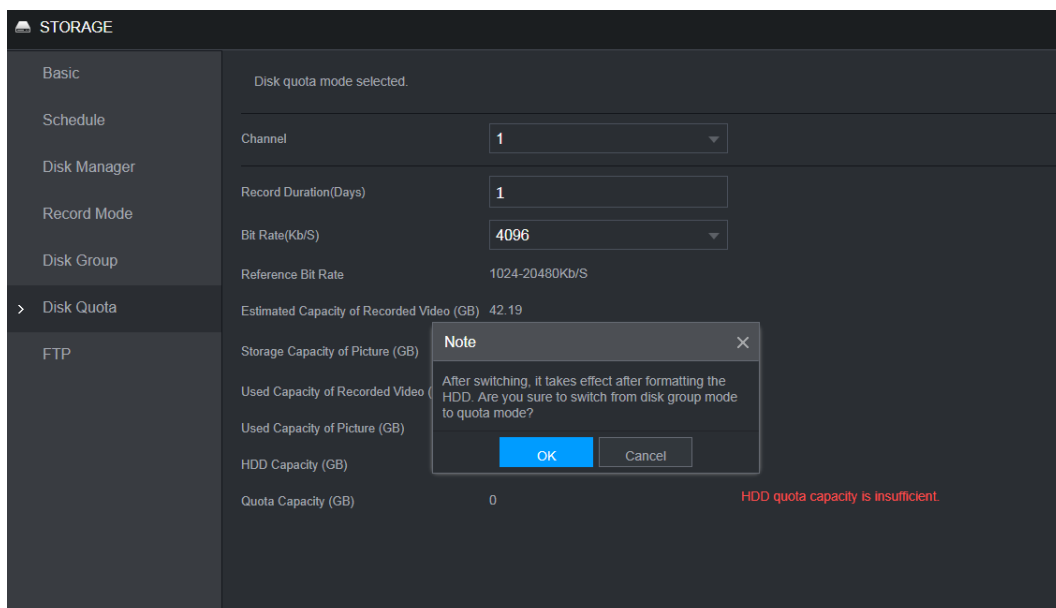 STORAGE
Basic
Schedule
Disk Manager
Record Mode
Disk Group
Disk Quota
FTP
Disk quota mode selected.
Channel 1
Record Duration(Days) 1
Bit Rate(Kb/S) 4096
Reference Bit Rate 1024-20480Kb/S
Estimated Capacity of Recorded Video (GB) 42.19
Storage Capacity of Picture (GB)
Used Capacity of Recorded Video (
Used Capacity of Picture (GB)
HDD Capacity (GB)
Quota Capacity (GB) 0 HDD quota capacity is insufficient.
Note
After switching, it takes effect after formatting the
HDD. Are you sure to switch from disk group mode
to quota mode?
OK Cancel